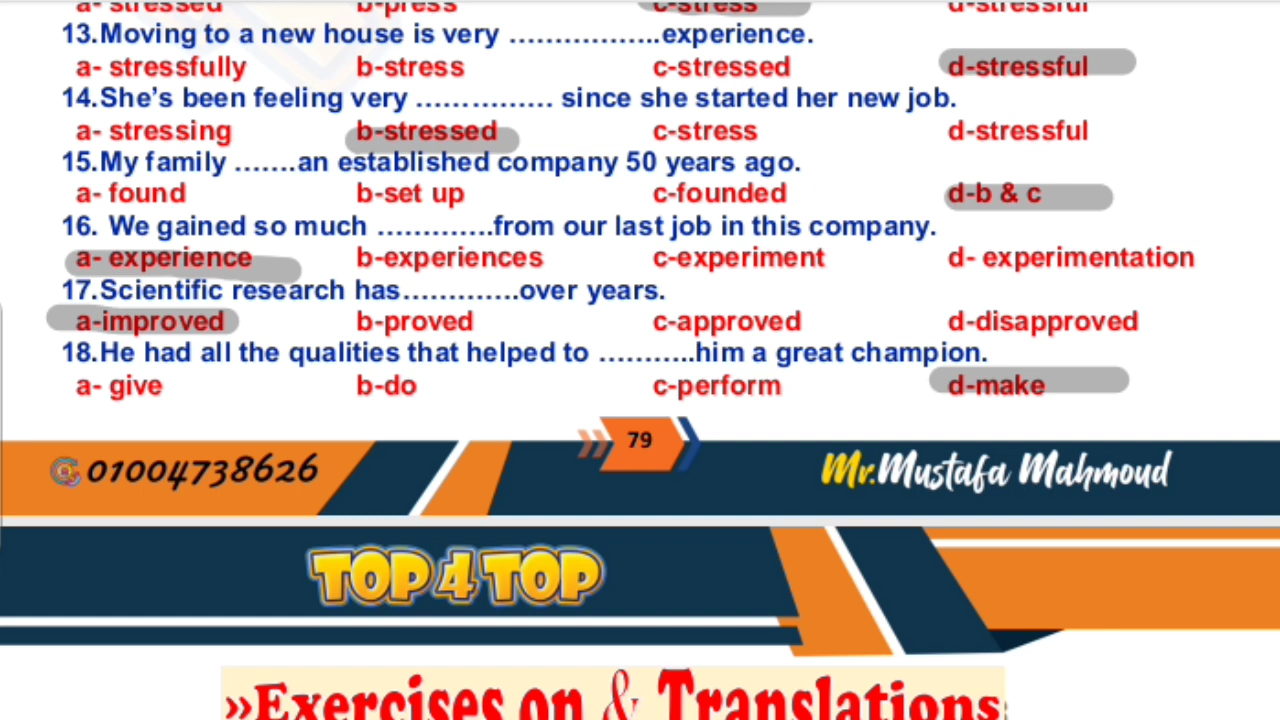 a- stressed b-press c-stress d-stressful
13.Moving to a new house is very ………………..experience.
a- stressfully b-stress c-stressed d-stressful
14.She’s been feeling very …………… since she started her new job.
a- stressing b-stressed c-stress d-stressful
15.My family …….an established company 50 years ago.
a- found b-set up c-founded d-b & c
16. We gained so much ………….from our last job in this company.
a- experience b-experiences c-experiment d- experimentation
17.Scientific research has………….over years.
a-improved b-proved c-approved d-disapproved
18.He had all the qualities that helped to ………..him a great champion.
a- give b-do c-perform d-make
79
01004738626
Mr.Mustafa Mahmoud
TOP 4 TOP
»Exercises on & Translations